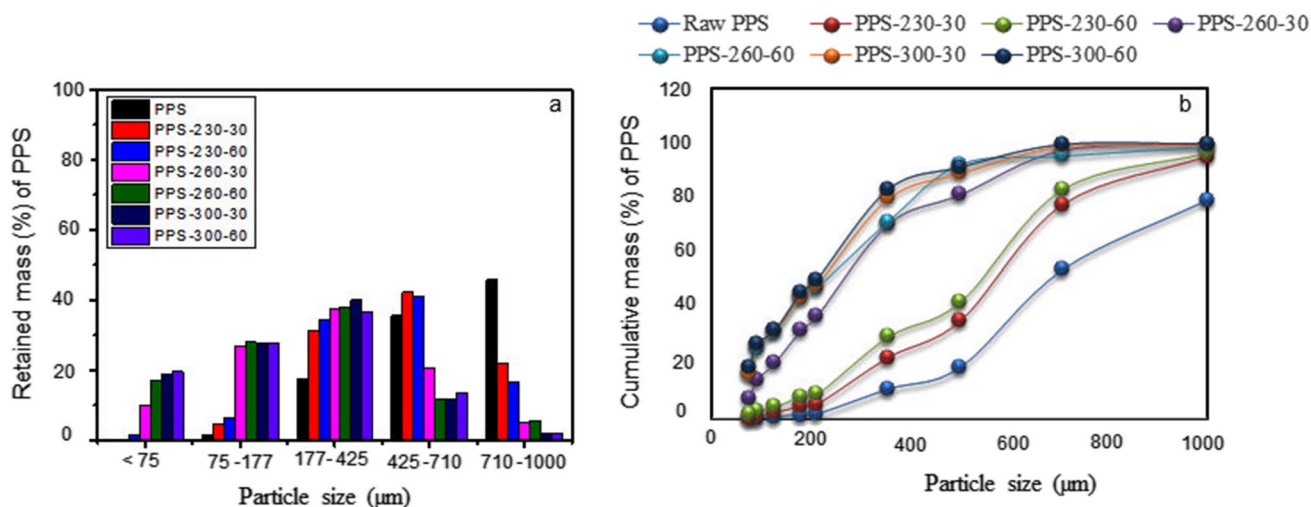 Raw PPS PPS-230-30 PPS-230-60 PPS-260-30
PPS-260-60 PPS-300-30 PPS-300-60
a
PPS
PPS-230-30
PPS-230-60
PPS-260-30
PPS-260-60
PPS-300-30
PPS-300-60
Retained mass (%) of PPS
100
80
60
40
20
0
< 75 75 -177 177- 425 425 -710 710 -1000
Particle size (µm)
b
Cumulative mass (%) of PPS
120
100
80
60
40
20
0
0 200 400 600 800 1000
Particle size (µm)